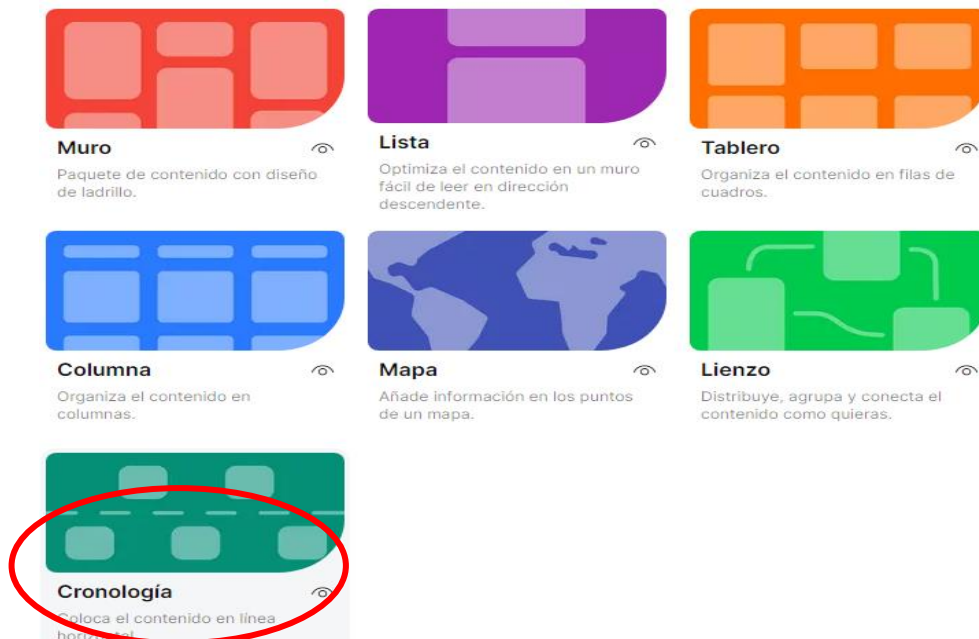 Muro
Paquete de contenido con diseño
de ladrillo.
Lista
Optimiza el contenido en un muro
fácil de leer en dirección
descendente.
Tablero
Organiza el contenido en filas de
cuadros.
Columna
Organiza el contenido en
columnas.
Mapa
Añade información en los puntos
de un mapa.
Lienzo
Distribuye, agrupa y conecta el
contenido como quieras.
Cronología
Coloca el contenido en línea
horizontal